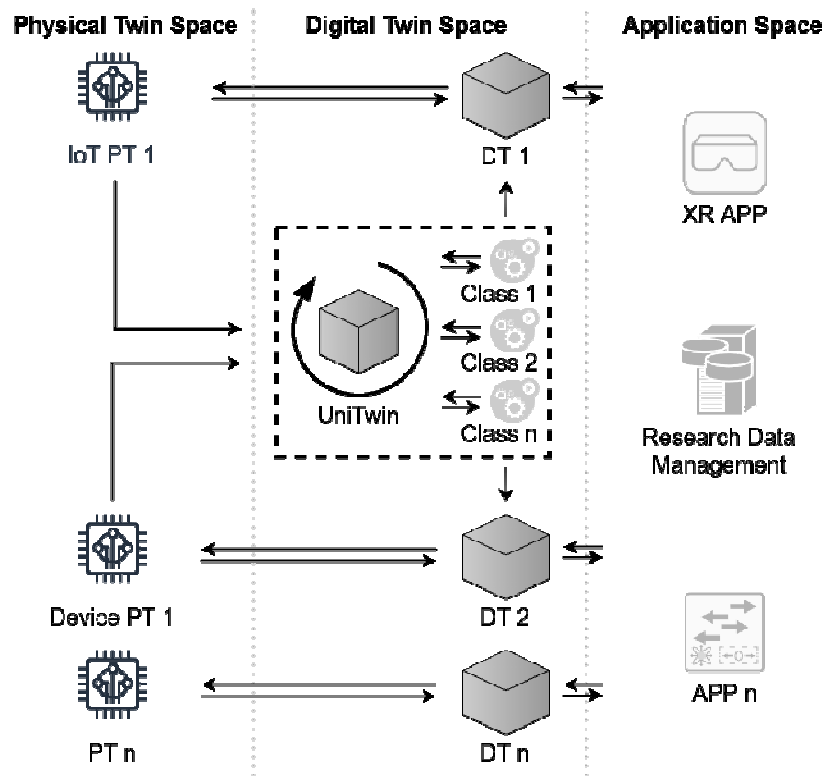 Physical Twin Space
Digital Twin Space
Application Space
IoT PT 1
DT 1
XR APP
Class 1
Class 2
UniTwin
Class n
Research Data
Management
Device PT 1
DT 2
APP n
PT n
DT n